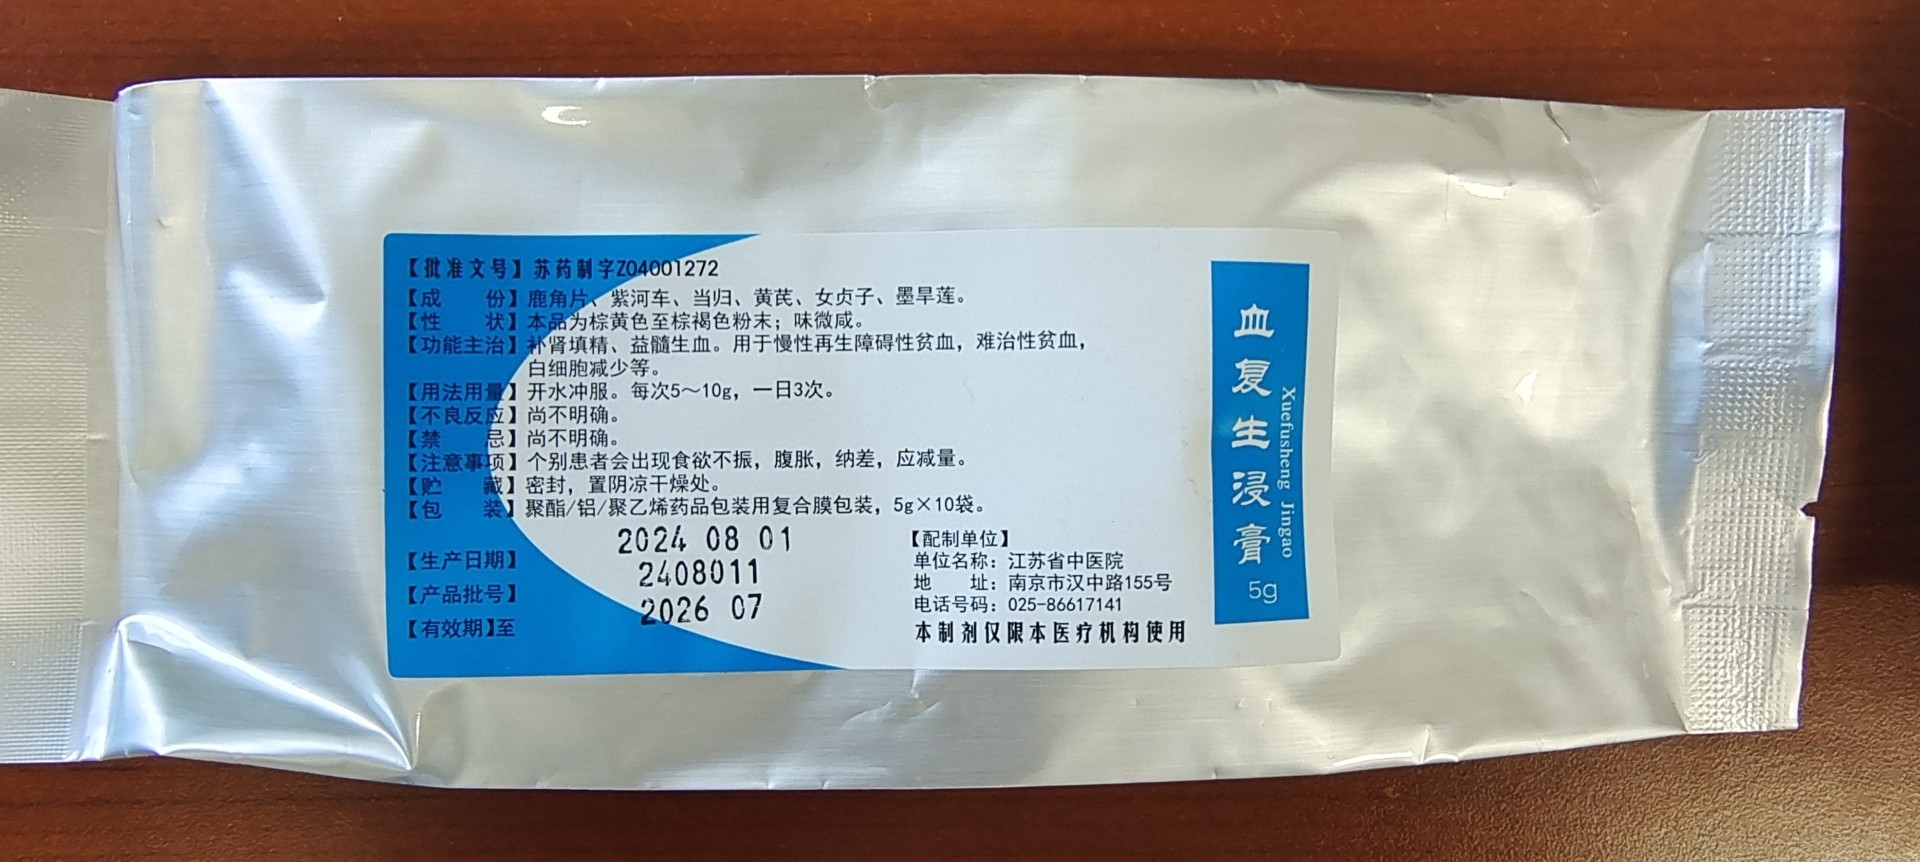 【批准文号】苏药制字Z04001272
【成 份】鹿角片、紫河车、当归、黄芪、女贞子、墨旱莲。
【性 状】本品为棕黄色至棕褐色粉末；味微咸。
【功能主治】补肾填精、益髓生血。用于慢性再生障碍性贫血，难治性贫血，
白细胞减少等。
【用法用量】开水冲服。每次5～10g，一日3次。
【不良反应】尚不明确。
【禁 忌】尚不明确。
【注意事项】个别患者会出现食欲不振，腹胀，纳差，应减量。
【贮 藏】密封，置阴凉干燥处。
【包 装】聚酯/铝/聚乙烯药品包装用复合膜包装，5g×10袋。
【生产日期】 2024 08 01
【产品批号】 2408011
【有效期】至 2026 07
【配制单位】
单位名称：江苏省中医院
地 址：南京市汉中路155号
电话号码：025-86617141
本制剂仅限本医疗机构使用
血复生浸膏
Xuefusheng Jingao
5g